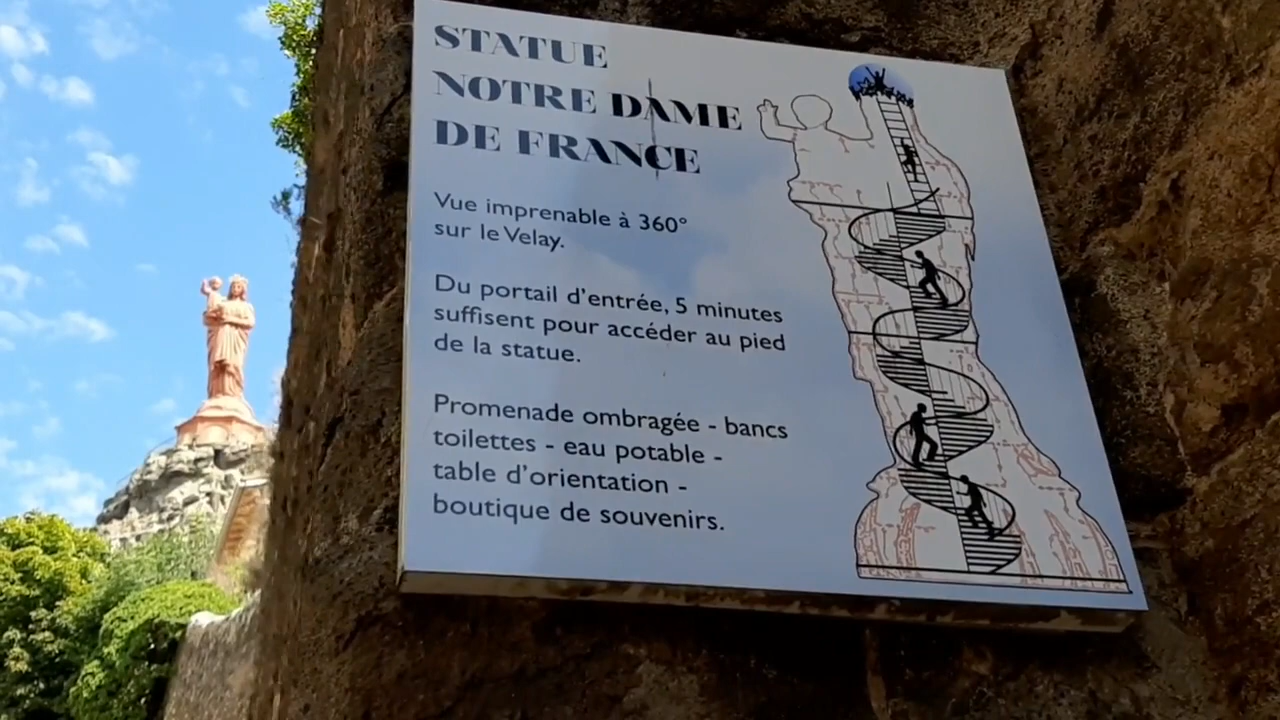 STATUE
NOTRE DAME
DE FRANCE
Vue imprenable à 360°
sur le Velay.
Du portail d'entrée, 5 minutes
suffisent pour accéder au pied
de la statue.
Promenade ombragée - bancs
toilettes - eau potable -
table d'orientation -
boutique de souvenirs.